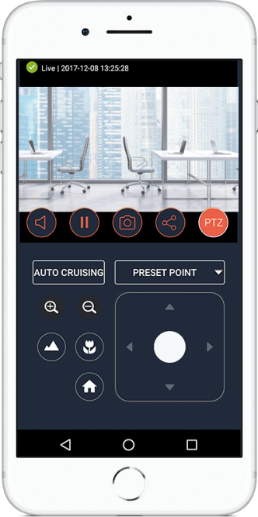 Live | 2017-12-08 13:25:28
PTZ
AUTO CRUISING
PRESET POINT